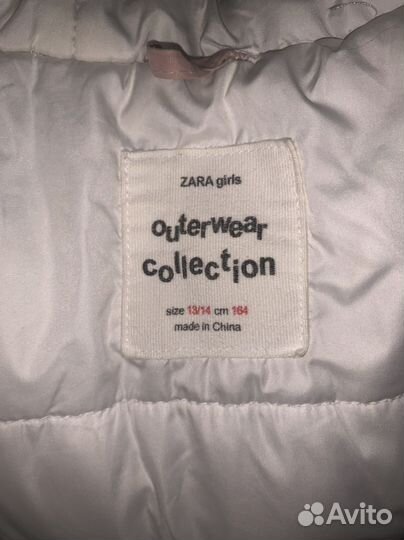 ZARA girls
outerwear
collection
size 13/14 cm 164
made in China
Avito